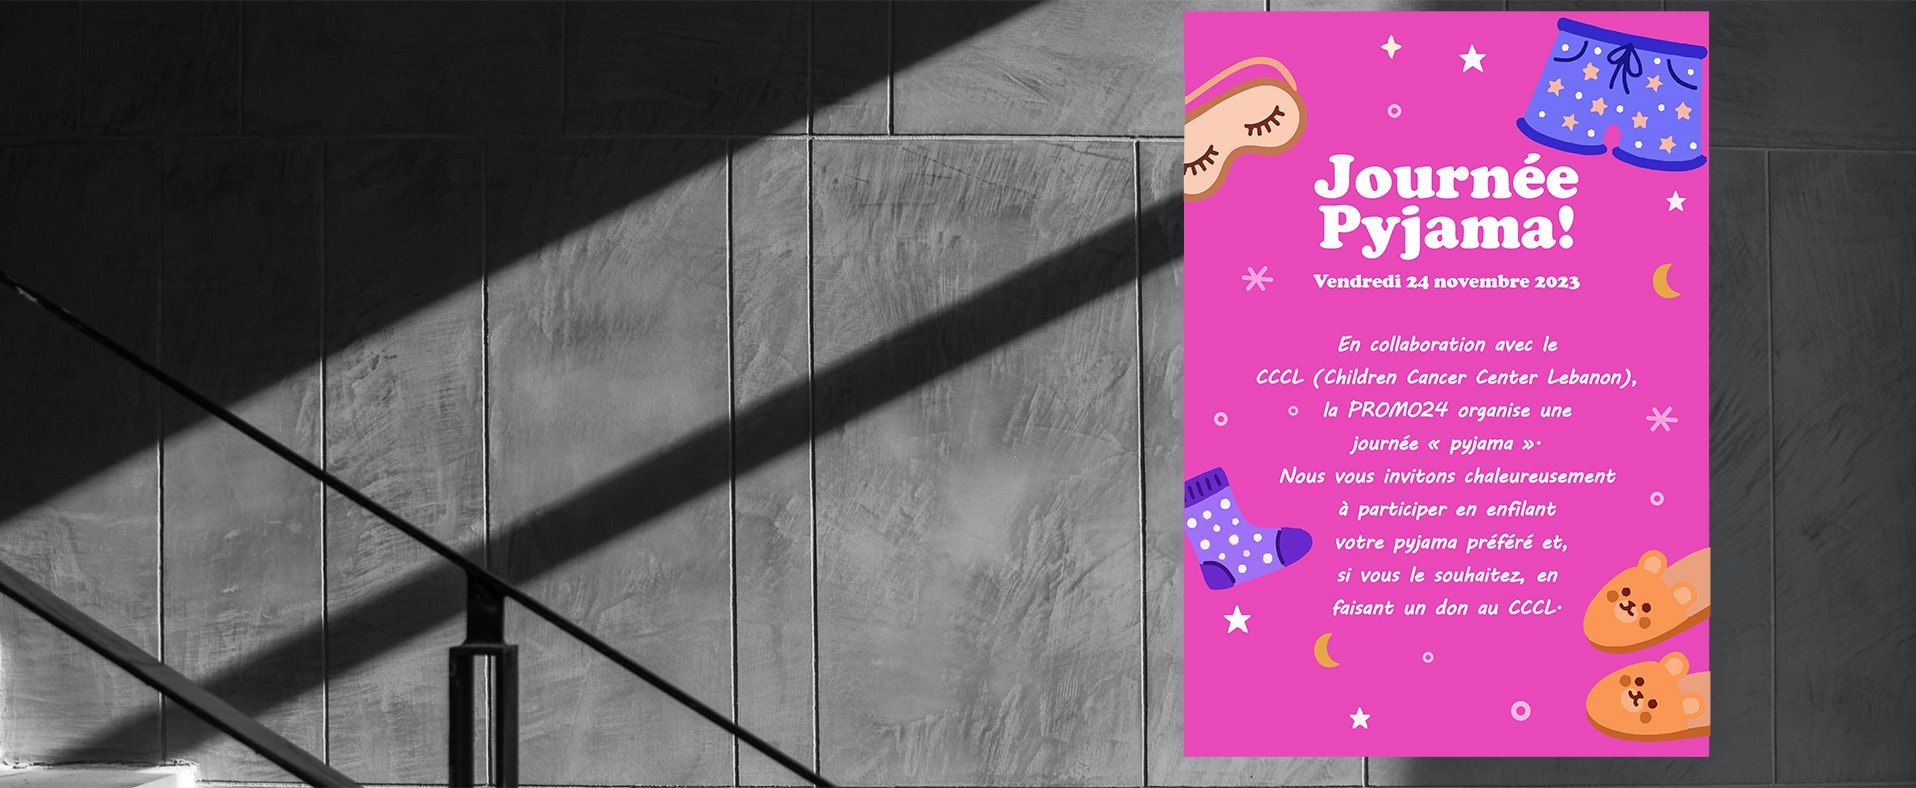 Journée
Pyjama!
Vendredi 24 novembre 2023
En collaboration avec le
CCCL (Children Cancer Center Lebanon),
la PROMO24 organise une
journée « pyjama ».
Nous vous invitons chaleureusement
à participer en enfilant
votre pyjama préféré et,
si vous le souhaitez, en
faisant un don au CCCL.